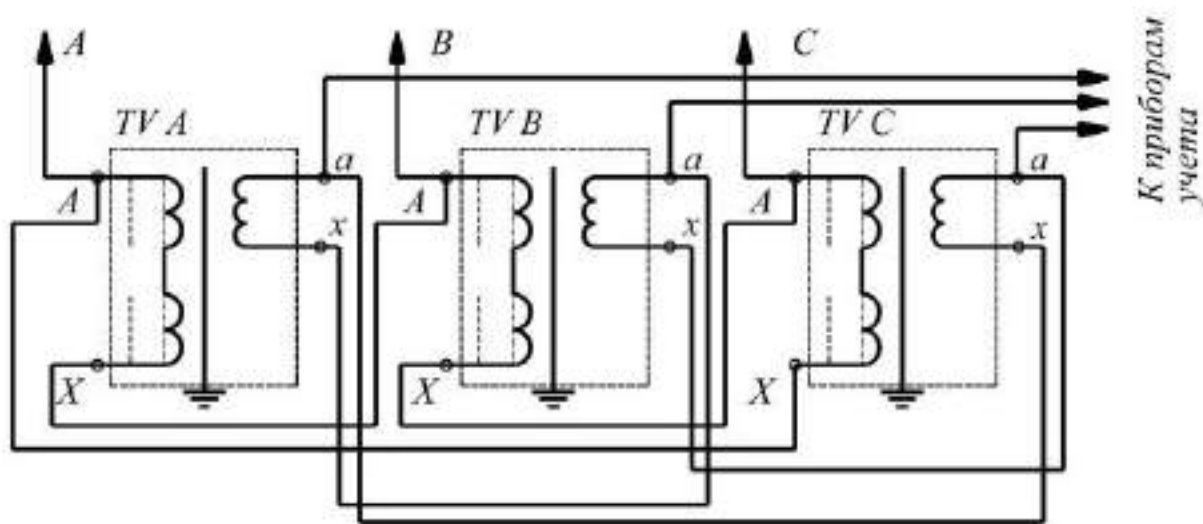 A B C
К приборам
учета
TV A TV B TV C
a a a
A A A
x x x
X X X